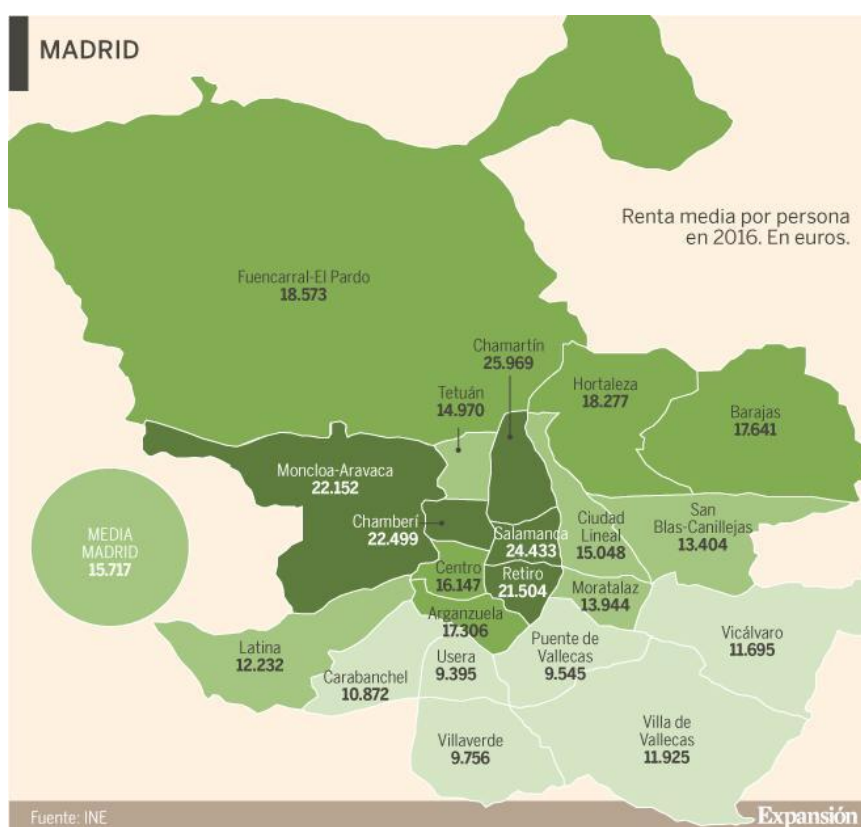 MADRID
Renta media por persona
en 2016. En euros.
Fuencarral-El Pardo
18.573
Chamartín
25.969
Tetuán
14.970
Hortaleza
18.277
Barajas
17.641
Moncloa-Aravaca
22.152
MEDIA
MADRID
15.717
Chamberí
22.499
Salamanca
24.433
Ciudad
Lineal
15.048
San
Blas-Canillejas
13.404
Centro
16.147
Retiro
21.504
Moratalaz
13.944
Arganzuela
17.306
Latina
12.232
Carabanchel
10.872
Usera
9.395
Puente de
Vallecas
9.545
Vicálvaro
11.695
Villaverde
9.756
Villa de
Vallecas
11.925
Fuente: INE
Expansión